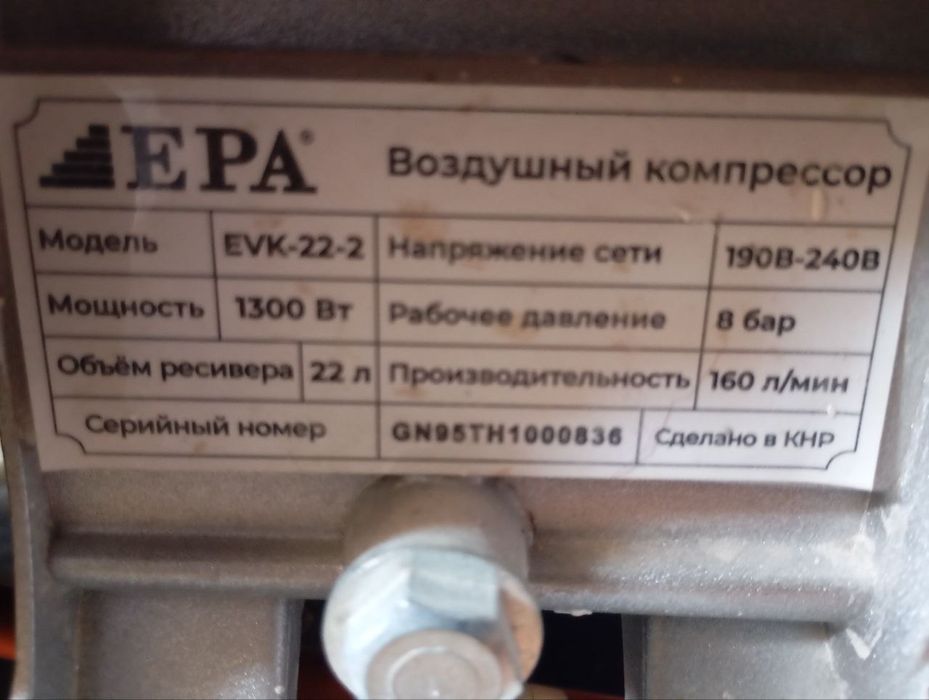 EPA®
Воздушный компрессор
Модель EVK-22-2 Напряжение сети 190В-240В
Мощность 1300 Вт Рабочее давление 8 бар
Объём ресивера 22 л Производительность 160 л/мин
Серийный номер GN95TH1000836 Сделано в КНР